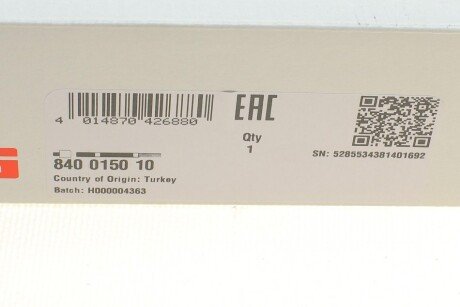 4 014870 426880
EAC
Qty
1
SN: 5285534381401692
840 0150 10
Country of Origin: Turkey
Batch: H000004363